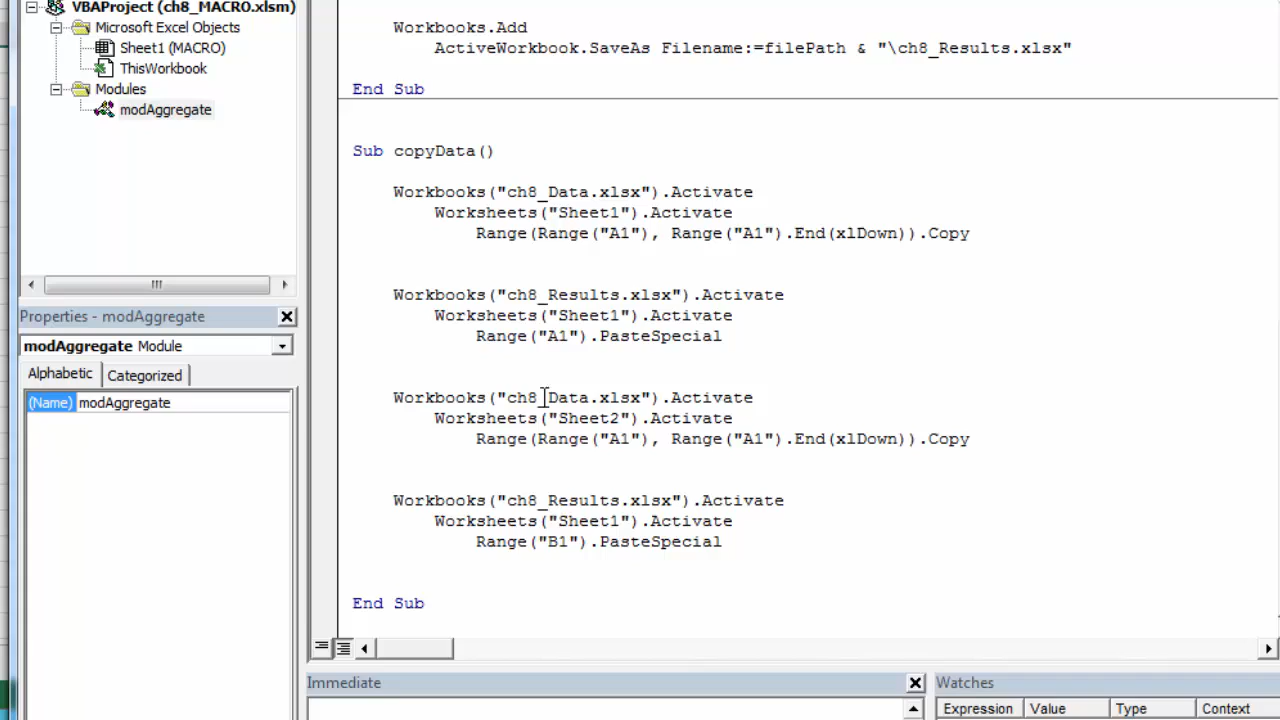 VBAProject (ch8_MACRO.xlsm)
Microsoft Excel Objects
Sheet1 (MACRO)
ThisWorkbook
Modules
modAggregate
Properties - modAggregate
modAggregate Module
Alphabetic Categorized
(Name) modAggregate
Workbooks.Add
ActiveWorkbook.SaveAs Filename:=filePath & "\ch8_Results.xlsx"
End Sub
Sub copyData()
Workbooks("ch8_Data.xlsx").Activate
Worksheets("Sheet1").Activate
Range(Range("A1"), Range("A1").End(xlDown)).Copy
Workbooks("ch8_Results.xlsx").Activate
Worksheets("Sheet1").Activate
Range("A1").PasteSpecial
Workbooks("ch8_Data.xlsx").Activate
Worksheets("Sheet2").Activate
Range(Range("A1"), Range("A1").End(xlDown)).Copy
Workbooks("ch8_Results.xlsx").Activate
Worksheets("Sheet1").Activate
Range("B1").PasteSpecial
End Sub
Immediate
Watches
Expression Value Type Context